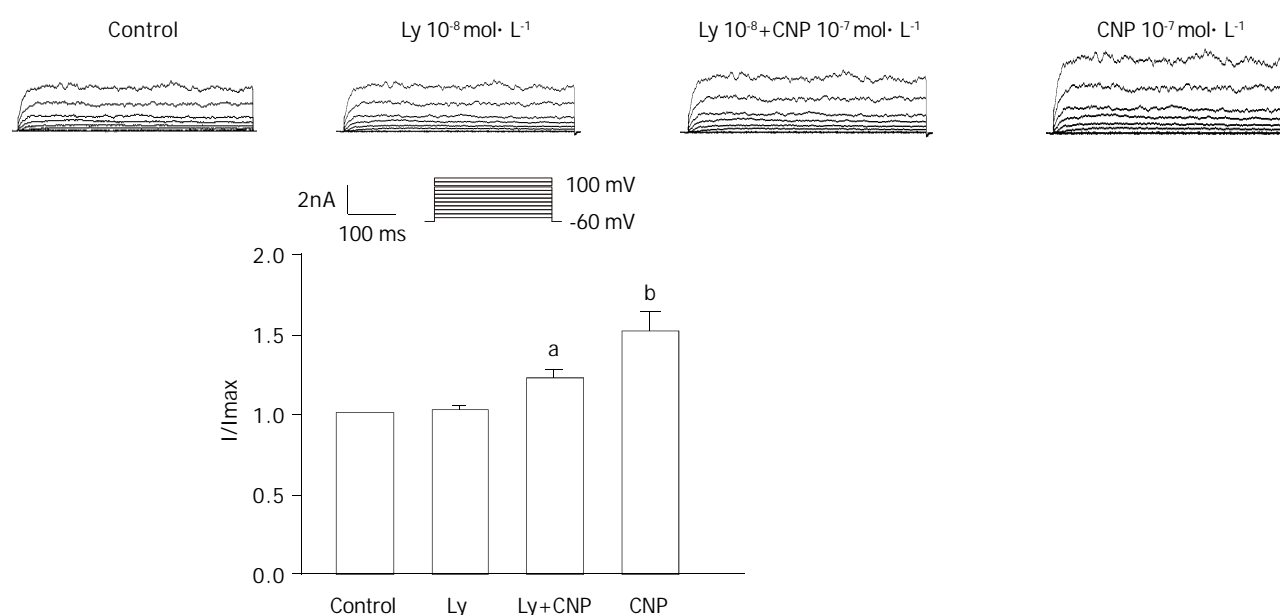 Control
Ly 10⁻⁸ mol· L⁻¹
Ly 10⁻⁸+CNP 10⁻⁷ mol· L⁻¹
CNP 10⁻⁷ mol· L⁻¹
2nA
100 ms
100 mV
-60 mV
I/Imax
2.0
1.5
1.0
0.5
0.0
a
b
Control
Ly
Ly+CNP
CNP